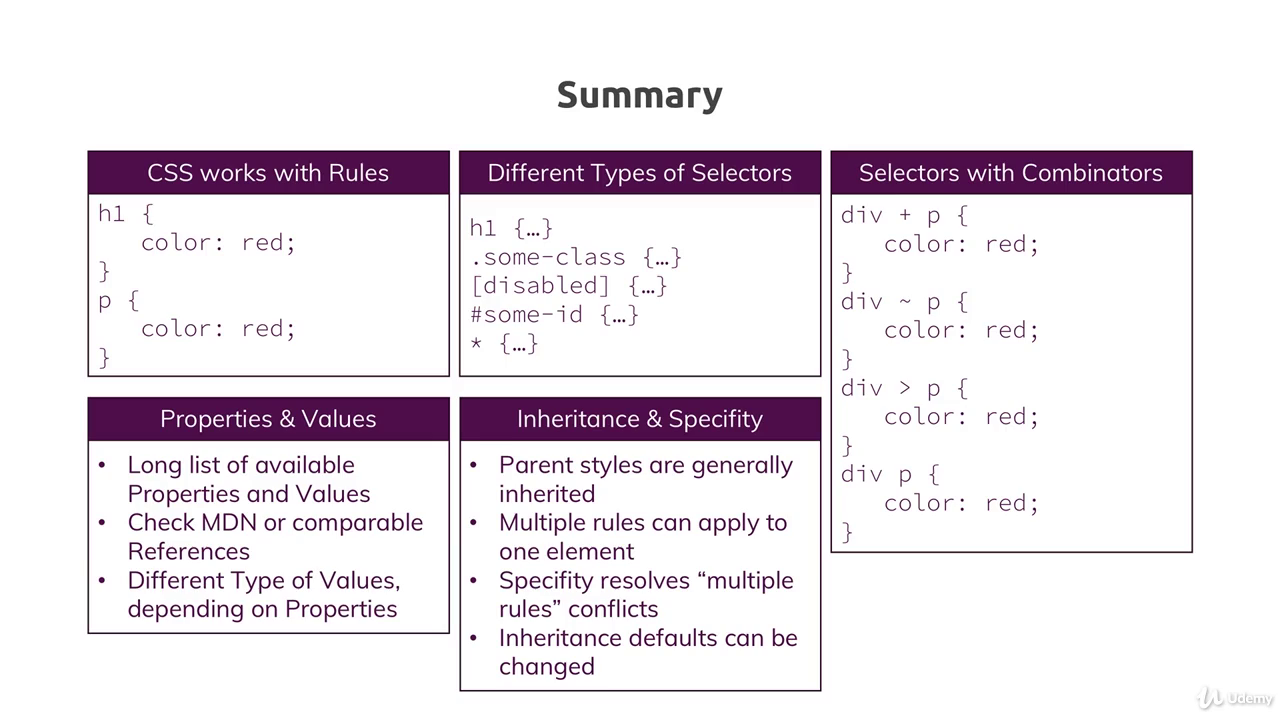 Summary
CSS works with Rules
h1 {
   color: red;
}
p {
   color: red;
}
Different Types of Selectors
h1 {…}
.some-class {…}
[disabled] {…}
#some-id {…}
* {…}
Selectors with Combinators
div + p {
   color: red;
}
div ~ p {
   color: red;
}
div > p {
   color: red;
}
div p {
   color: red;
}
Properties & Values
• Long list of available
Properties and Values
• Check MDN or comparable
References
• Different Type of Values,
depending on Properties
Inheritance & Specifity
• Parent styles are generally
inherited
• Multiple rules can apply to
one element
• Specifity resolves “multiple
rules” conflicts
• Inheritance defaults can be
changed
Udemy